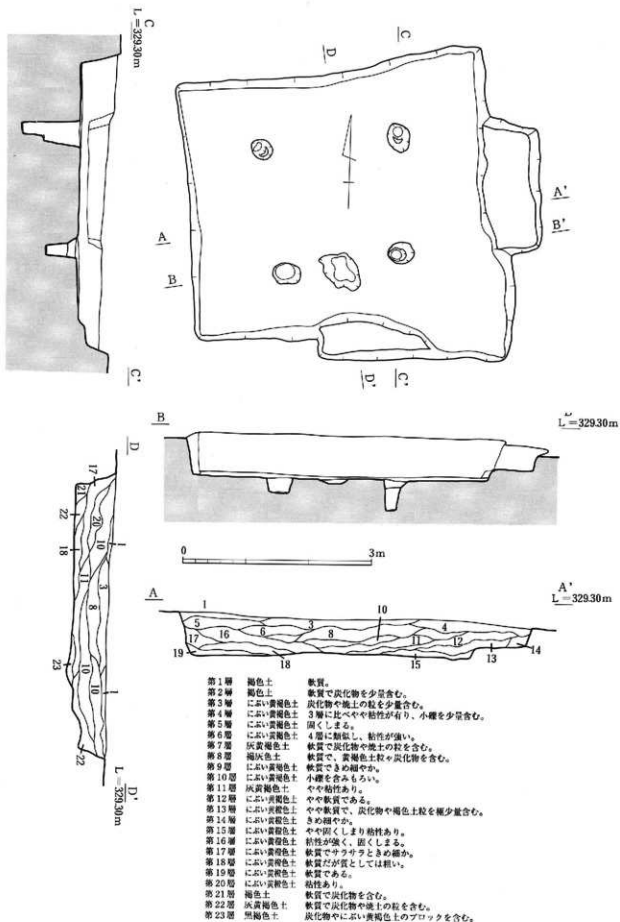 C
L=329.30m
C
D
A'
B'
A
B
D'
C'
C'
D
B
L=329.30m
17
21
22
20
10
1
18
11
3
8
23
10
10
1
22
L=329.30m
D'
0 3m
A
A'
L=329.30m
1
5 3 10 4
17 16 6 8 11 12
19 18 15 13 14
第1層 褐色土 軟質。
第2層 褐色土 軟質で炭化物を少量含む。
第3層 にぶい黄褐色土 炭化物や焼土の粒を少量含む。
第4層 にぶい黄褐色土 3層に比べやや粘性が有り、小礫を少量含む。
第5層 にぶい黄褐色土 固くしまる。
第6層 にぶい黄褐色土 4層に類似し、粘性が強い。
第7層 灰黄褐色土 軟質で炭化物や焼土の粒を含む。
第8層 褐灰色土 軟質で、黄褐色土粒や炭化物を含む。
第9層 にぶい黄褐色土 軟質できめ細やか。
第10層 にぶい黄褐色土 小礫を含みもろい。
第11層 灰黄褐色土 やや粘性あり。
第12層 にぶい黄褐色土 やや軟質である。
第13層 にぶい黄褐色土 やや軟質で、炭化物や褐色土粒を極少量含む。
第14層 にぶい黄褐色土 きめ細やか。
第15層 にぶい黄褐色土 やや固くしまり粘性あり。
第16層 にぶい黄褐色土 粘性が強く、固くしまる。
第17層 にぶい黄褐色土 軟質でサラサラときめ細か。
第18層 にぶい黄褐色土 軟質だが質としては粗い。
第19層 にぶい黄褐色土 軟質である。
第20層 にぶい黄褐色土 粘性あり。
第21層 褐色土 軟質で炭化物を含む。
第22層 灰黄褐色土 軟質で炭化物や焼土の粒を含む。
第23層 黒褐色土 炭化物やにぶい黄褐色土のブロックを含む。